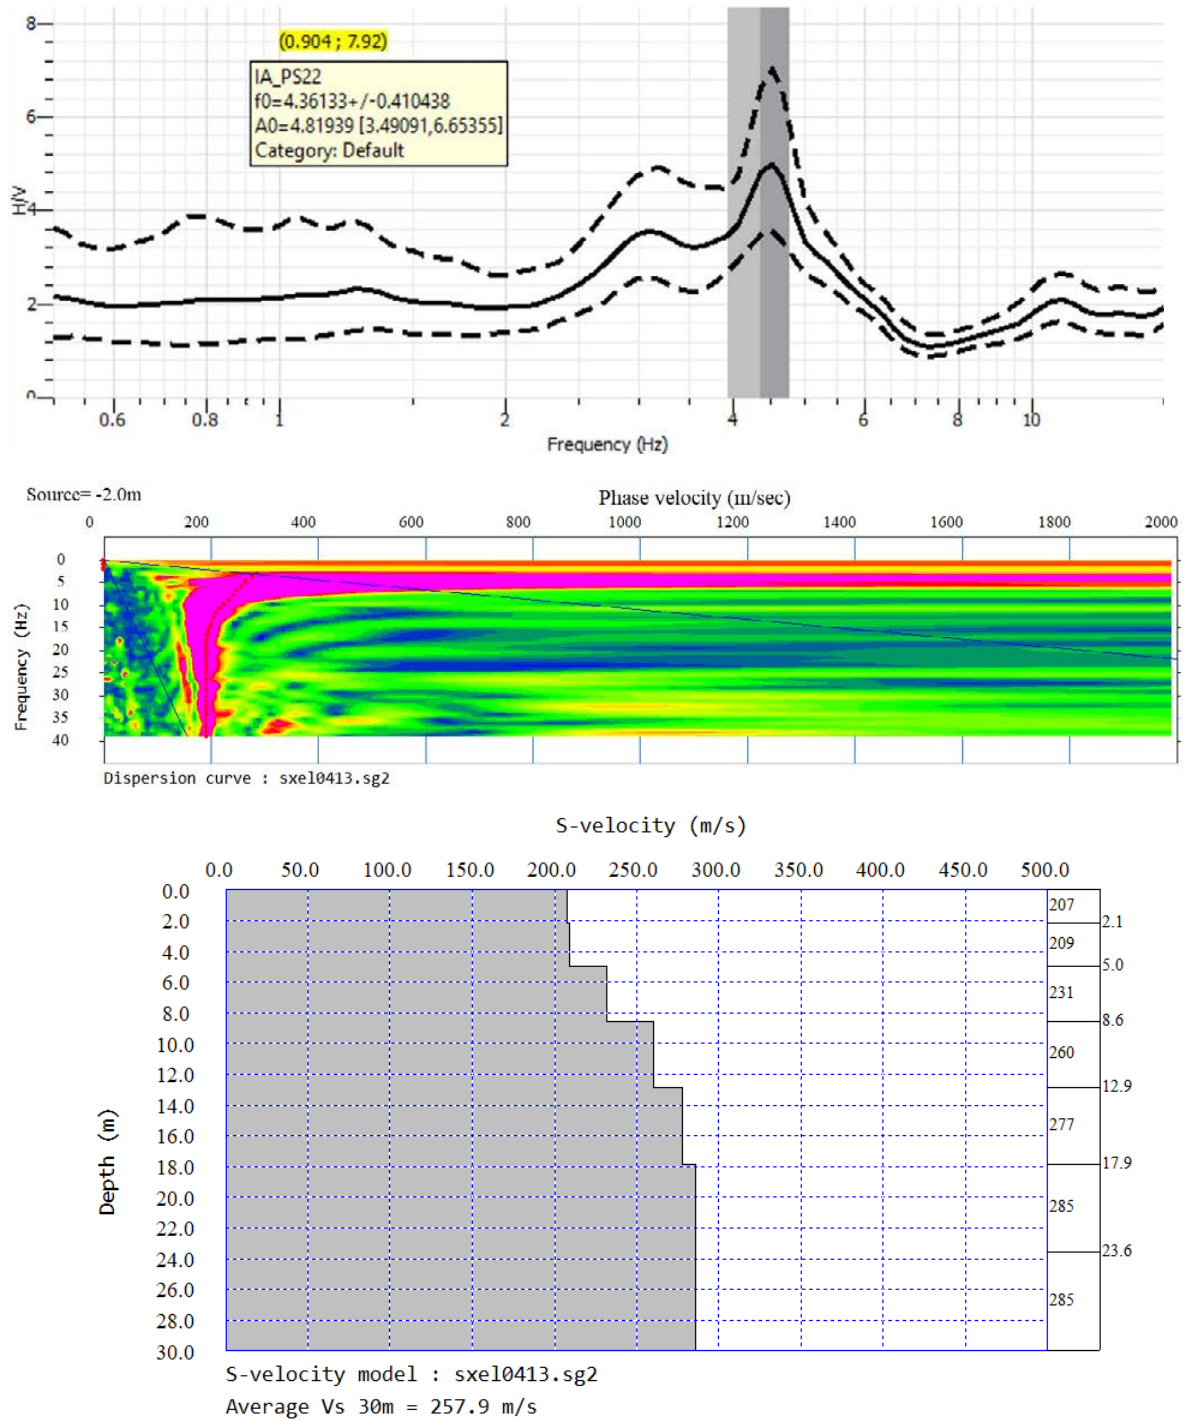 8
(0.904 ; 7.92)
IA_PS22
f0=4.36133+/-0.410438
A0=4.81939 [3.49091,6.65355]
Category: Default
6
H/V
4
2
0
0.6 0.8 1 2 4 6 8 10
Frequency (Hz)
Source= -2.0m
Phase velocity (m/sec)
0 200 400 600 800 1000 1200 1400 1600 1800 2000
Frequency (Hz)
0
5
10
15
20
25
30
35
40
Dispersion curve : sxel0413.sg2
S-velocity (m/s)
0.0 50.0 100.0 150.0 200.0 250.0 300.0 350.0 400.0 450.0 500.0
Depth (m)
0.0
207
2.0 2.1
209
4.0
5.0
6.0
231
8.0
8.6
10.0
260
12.0
12.9
14.0
277
16.0
17.9
18.0
20.0
285
22.0
23.6
24.0
26.0
285
28.0
30.0
S-velocity model : sxel0413.sg2
Average Vs 30m = 257.9 m/s